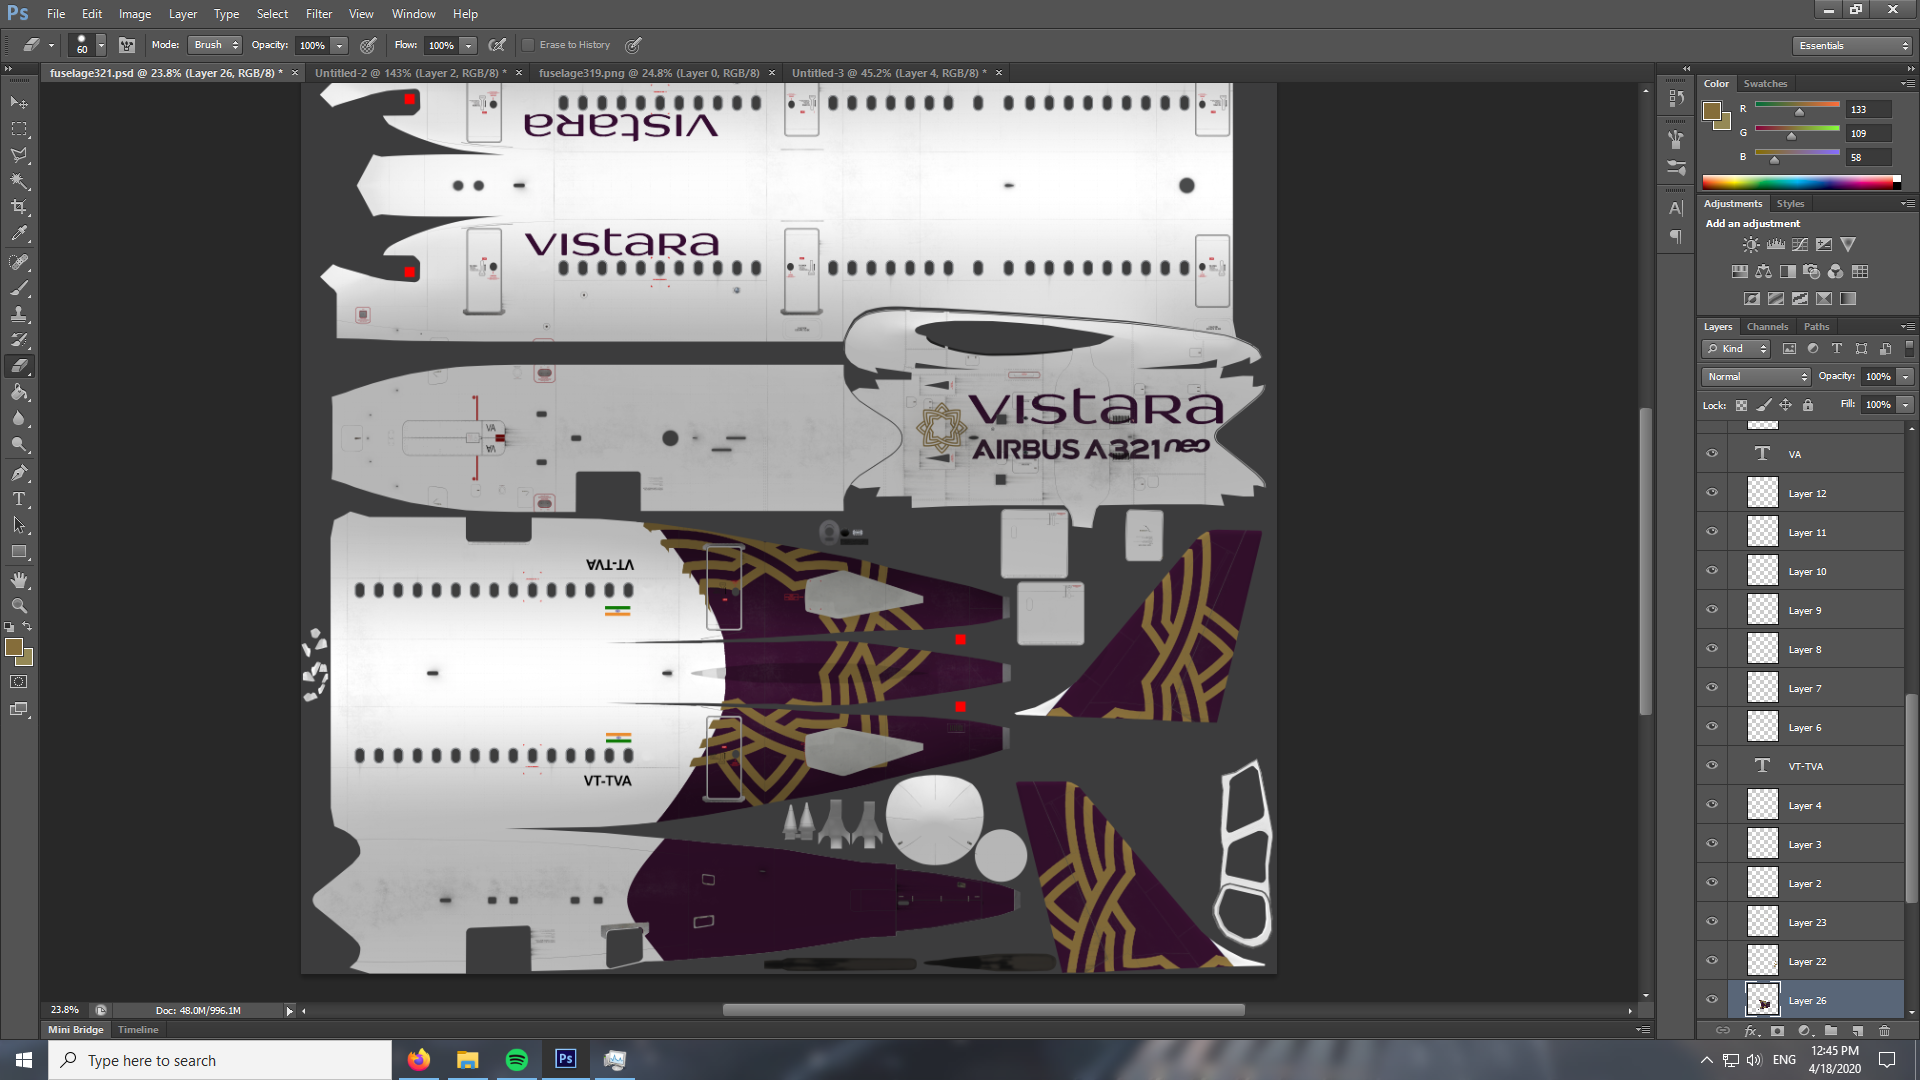 Ps File Edit Image Layer Type Select Filter View Window Help
60 Mode: Brush Opacity: 100% Flow: 100% Erase to History Essentials
fuselage321.psd @ 23.8% (Layer 26, RGB/8) * × Untitled-2 @ 143% (Layer 2, RGB/8) * × fuselage319.png @ 24.8% (Layer 0, RGB/8) × Untitled-3 @ 45.2% (Layer 4, RGB/8) * ×
Color Swatches
R 133
G 109
B 58
Adjustments Styles
Add an adjustment
Layers Channels Paths
Kind
Normal Opacity: 100%
Lock: Fill: 100%
VA
Layer 12
Layer 11
Layer 10
Layer 9
Layer 8
Layer 7
Layer 6
VT-TVA
Layer 4
Layer 3
Layer 2
Layer 23
Layer 22
Layer 26
VISTARA
VISTARA
VISTARA
AIRBUS A321neo
VA
VA
VT-TVA
VT-TVA
23.8% Doc: 48.0M/996.1M
Mini Bridge Timeline
Type here to search
Ps
ENG
12:45 PM
4/18/2020